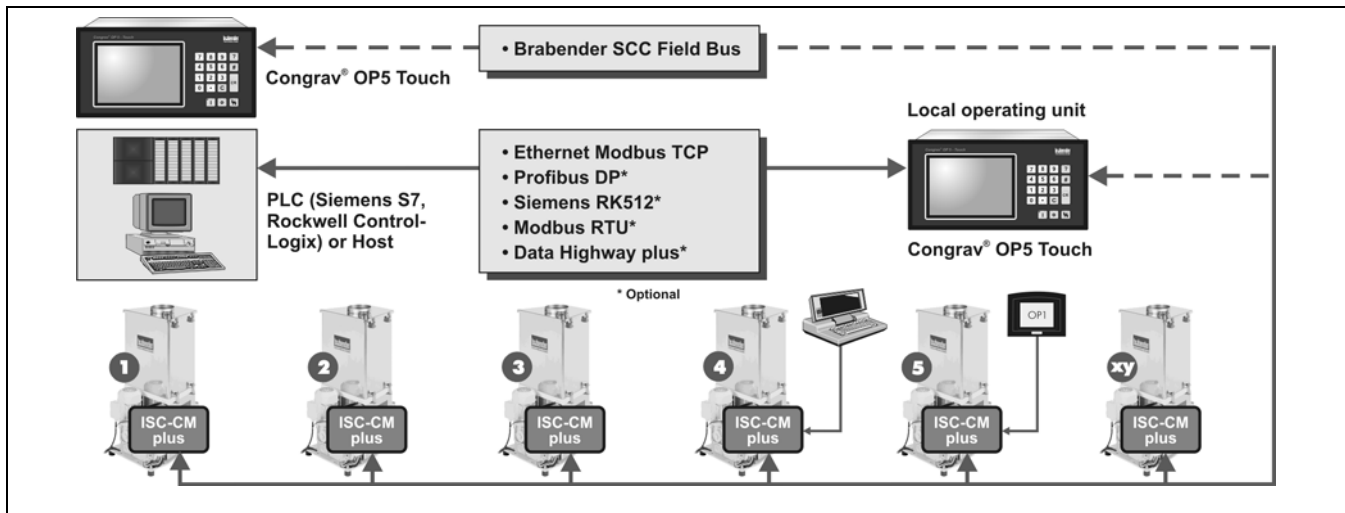 • Brabender SCC Field Bus
Congrav® OP5 Touch
Local operating unit
• Ethernet Modbus TCP
• Profibus DP*
• Siemens RK512*
• Modbus RTU*
• Data Highway plus*
PLC (Siemens S7,
Rockwell Control-
Logix) or Host
Congrav® OP5 Touch
* Optional
OP1
1
2
3
4
5
xy
ISC-CM
plus
ISC-CM
plus
ISC-CM
plus
ISC-CM
plus
ISC-CM
plus
ISC-CM
plus